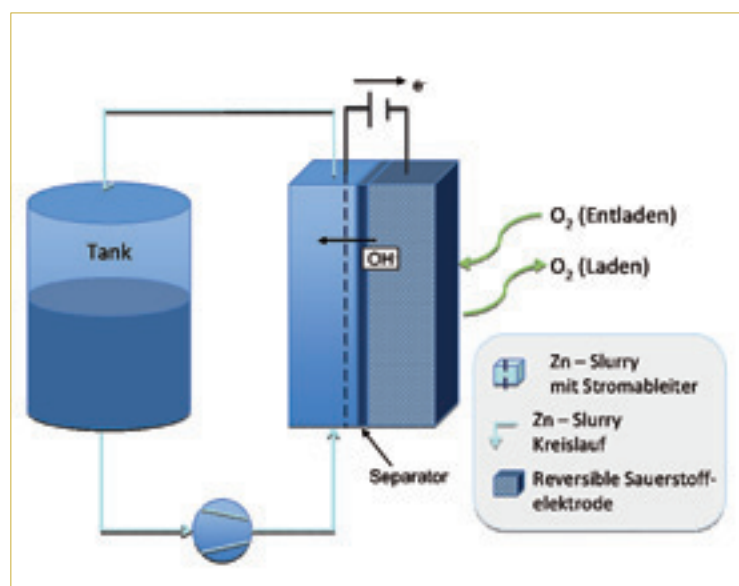 e-
Tank
OH
O₂ (Entladen)
O₂ (Laden)
Separator
Zn – Slurry
mit Stromableiter
Zn – Slurry
Kreislauf
Reversible Sauerstoff-
elektrode